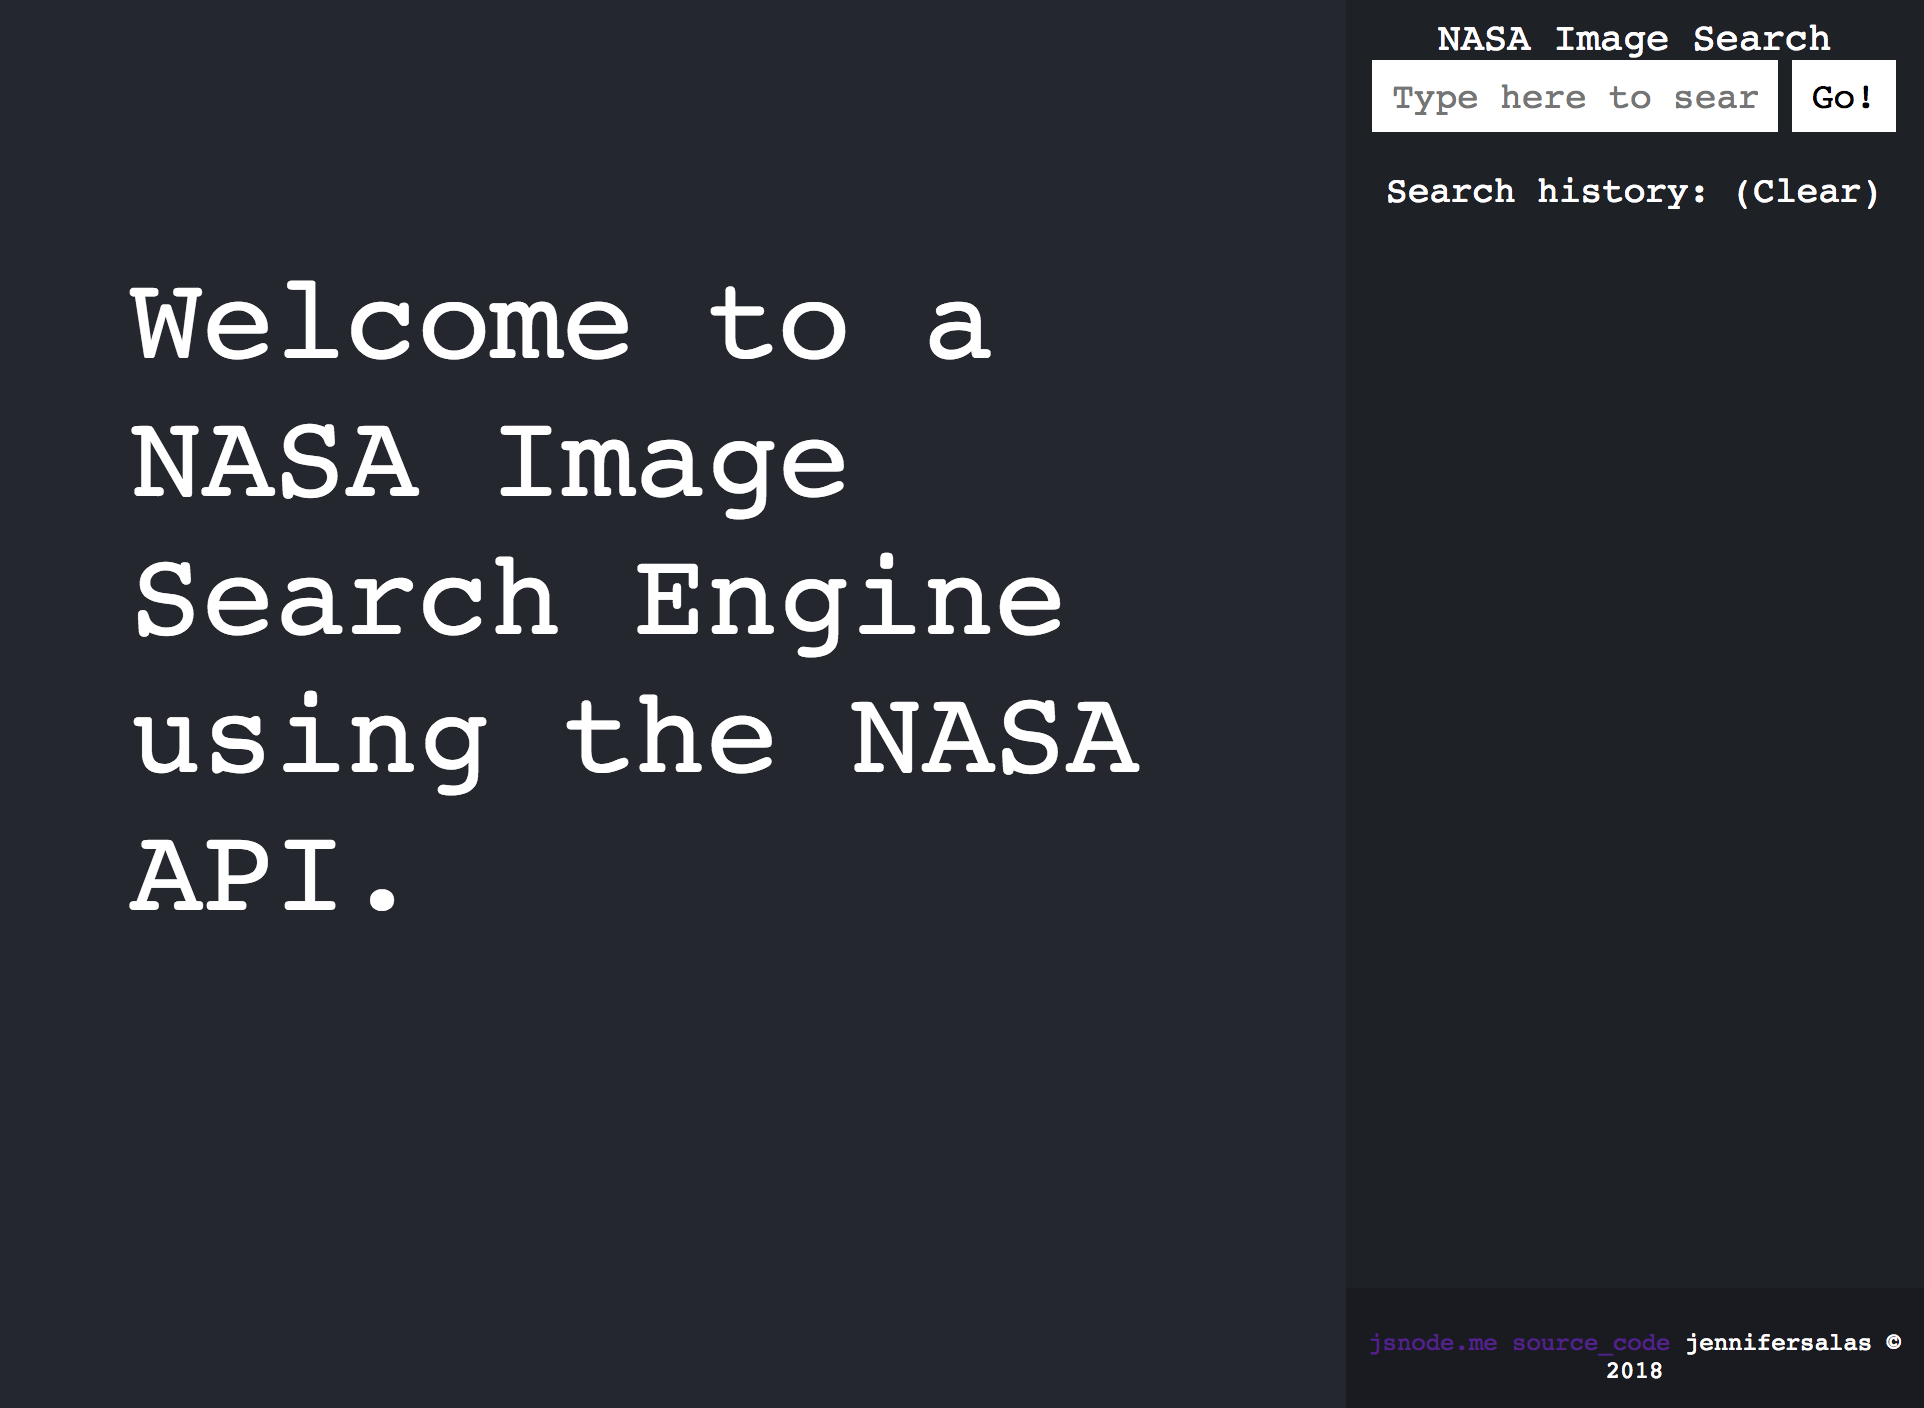 Welcome to a
NASA Image
Search Engine
using the NASA
API.
NASA Image Search
Type here to sear
Go!
Search history: (Clear)
jsnode.me source_code jennifersalas ©
2018